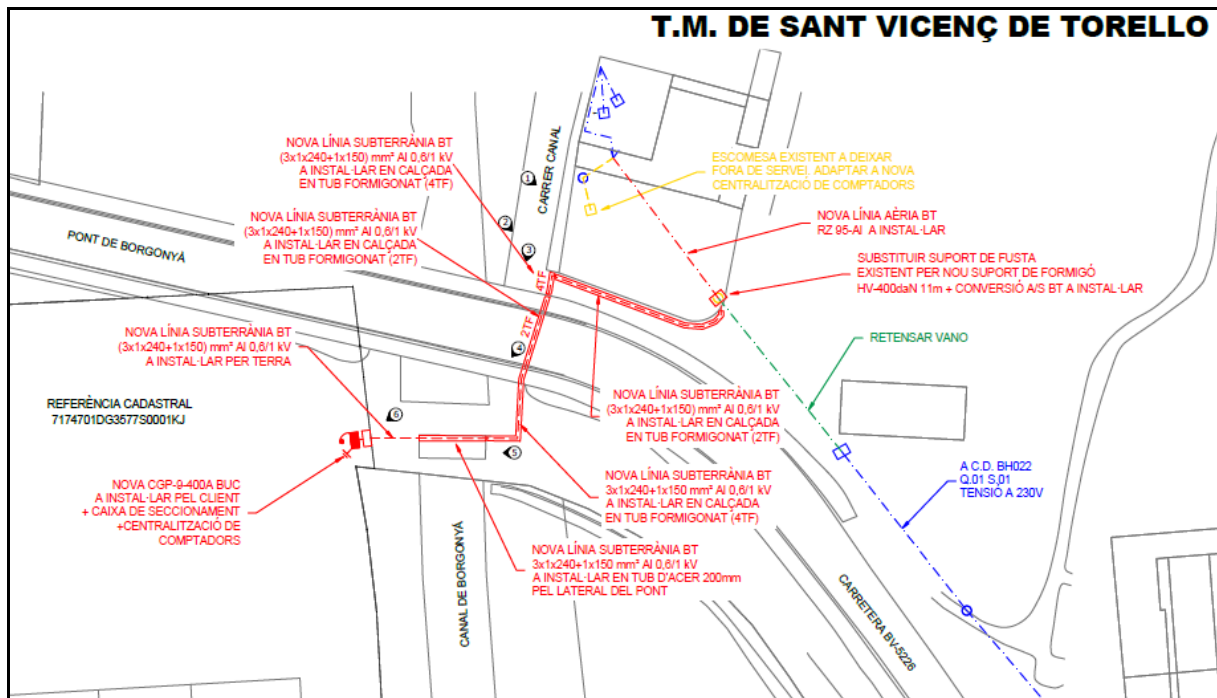 T.M. DE SANT VICENÇ DE TORELLO
NOVA LÍNIA SUBTERRÀNIA BT
(3x1x240+1x150) mm² Al 0,6/1 kV
A INSTAL·LAR EN CALÇADA
EN TUB FORMIGONAT (4TF)
1
CARRER CANAL
ESCOMESA EXISTENT A DEIXAR
FORA DE SERVEI. ADAPTAR A NOVA
CENTRALITZACIÓ DE COMPTADORS
NOVA LÍNIA SUBTERRÀNIA BT
(3x1x240+1x150) mm² Al 0,6/1 kV
A INSTAL·LAR EN CALÇADA
EN TUB FORMIGONAT (2TF)
2
3
NOVA LÍNIA AÈRIA BT
RZ 95-Al A INSTAL·LAR
PONT DE BORGONYÀ
SUBSTITUIR SUPORT DE FUSTA
EXISTENT PER NOU SUPORT DE FORMIGÓ
HV-400daN 11m + CONVERSIÓ A/S BT A INSTAL·LAR
4TF
2TF
4
NOVA LÍNIA SUBTERRÀNIA BT
(3x1x240+1x150) mm² Al 0,6/1 kV
A INSTAL·LAR PER TERRA
RETENSAR VANO
REFERÈNCIA CADASTRAL
7174701DG3577S0001KJ
6
NOVA LÍNIA SUBTERRÀNIA BT
(3x1x240+1x150) mm² Al 0,6/1 kV
A INSTAL·LAR EN CALÇADA
EN TUB FORMIGONAT (2TF)
5
NOVA CGP-9-400A BUC
A INSTAL·LAR PEL CLIENT
+ CAIXA DE SECCIONAMENT
+CENTRALITZACIÓ DE
COMPTADORS
NOVA LÍNIA SUBTERRÀNIA BT
3x1x240+1x150 mm² Al 0,6/1 kV
A INSTAL·LAR EN CALÇADA
EN TUB FORMIGONAT (4TF)
A C.D. BH022
Q.01 S.01
TENSIÓ A 230V
NOVA LÍNIA SUBTERRÀNIA BT
3x1x240+1x150 mm² Al 0,6/1 kV
A INSTAL·LAR EN TUB D'ACER 200mm
PEL LATERAL DEL PONT
CANAL DE BORGONYÀ
CARRETERA BV-5226